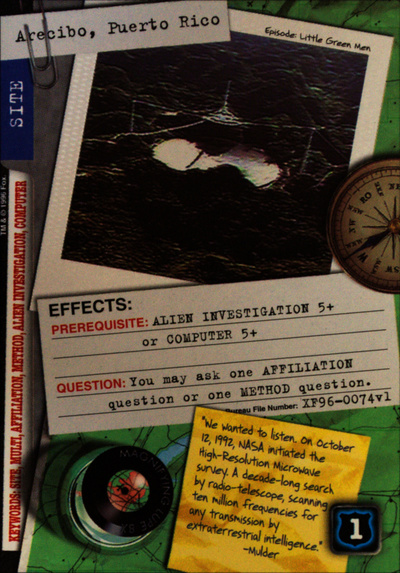 Arecibo, Puerto Rico
Episode: Little Green Men
SITE
TM & © 1996 Fox.
KEYWORDS: SITE, MULTI, AFFILIATION, METHOD, ALIEN INVESTIGATION, COMPUTER
EFFECTS:
PREREQUISITE: ALIEN INVESTIGATION 5+
or COMPUTER 5+
QUESTION: You may ask one AFFILIATION
question or one METHOD question.
Bureau File Number: XF96-0074v1
"We wanted to listen. On October
12, 1992, NASA initiated the
High-Resolution Microwave
survey. A decade-long search
by radio-telescope, scanning
ten million frequencies for
any transmission by
extraterrestrial intelligence."
-Mulder
1